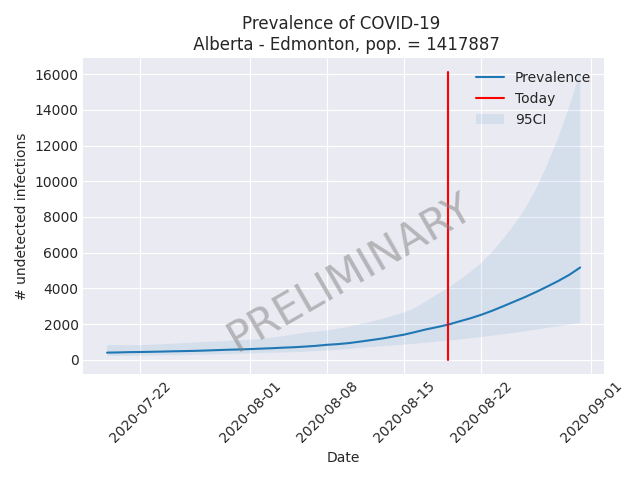 Prevalence of COVID-19
Alberta - Edmonton, pop. = 1417887
# undetected infections
16000
14000
12000
10000
8000
6000
4000
2000
0
Prevalence
Today
95CI
PRELIMINARY
2020-07-22
2020-08-01
2020-08-08
2020-08-15
2020-08-22
2020-09-01
Date